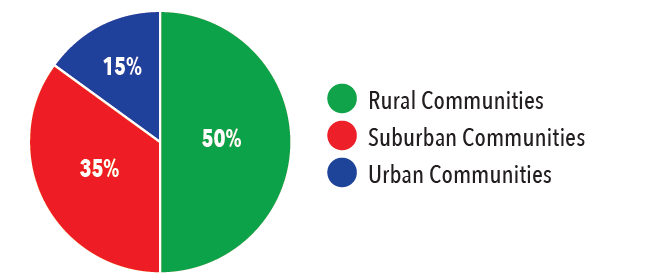 15%
50%
35%
Rural Communities
Suburban Communities
Urban Communities